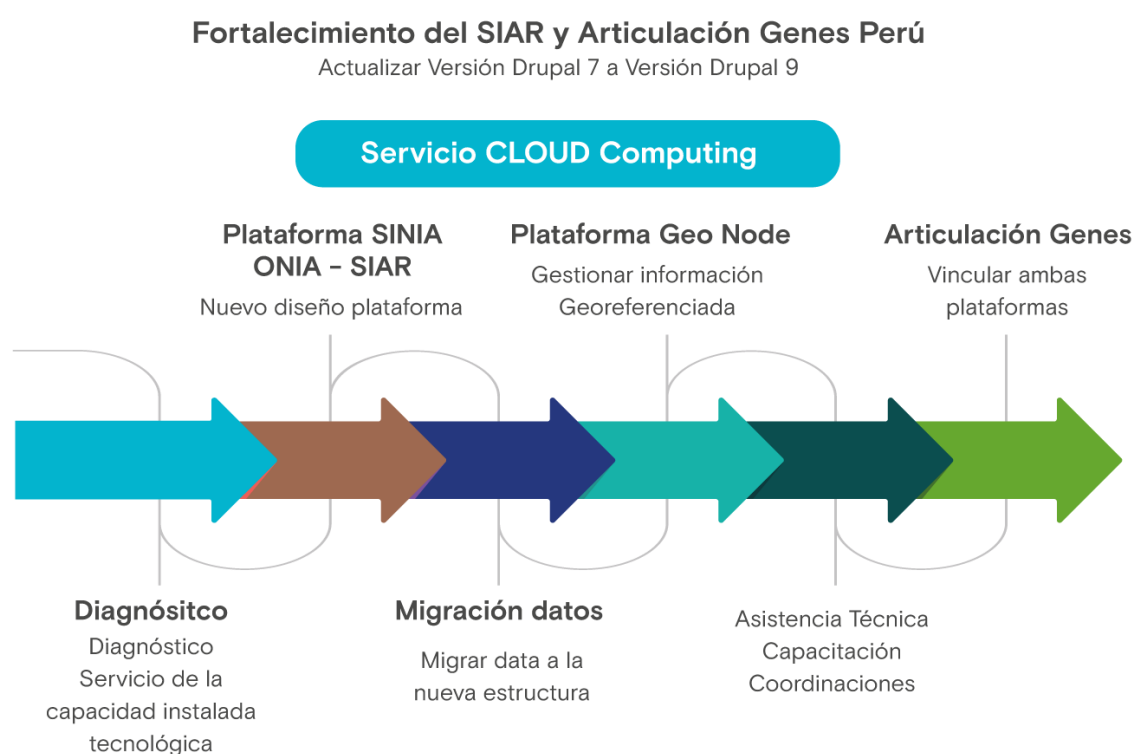 Fortalecimiento del SIAR y Articulación Genes Perú
Actualizar Versión Drupal 7 a Versión Drupal 9
Servicio CLOUD Computing
Plataforma SINIA
ONIA - SIAR
Nuevo diseño plataforma
Plataforma Geo Node
Gestionar información
Georeferenciada
Articulación Genes
Vincular ambas
plataformas
Diagnósitco
Diagnóstico
Servicio de la
capacidad instalada
tecnológica
Migración datos
Migrar data a la
nueva estructura
Asistencia Técnica
Capacitación
Coordinaciones